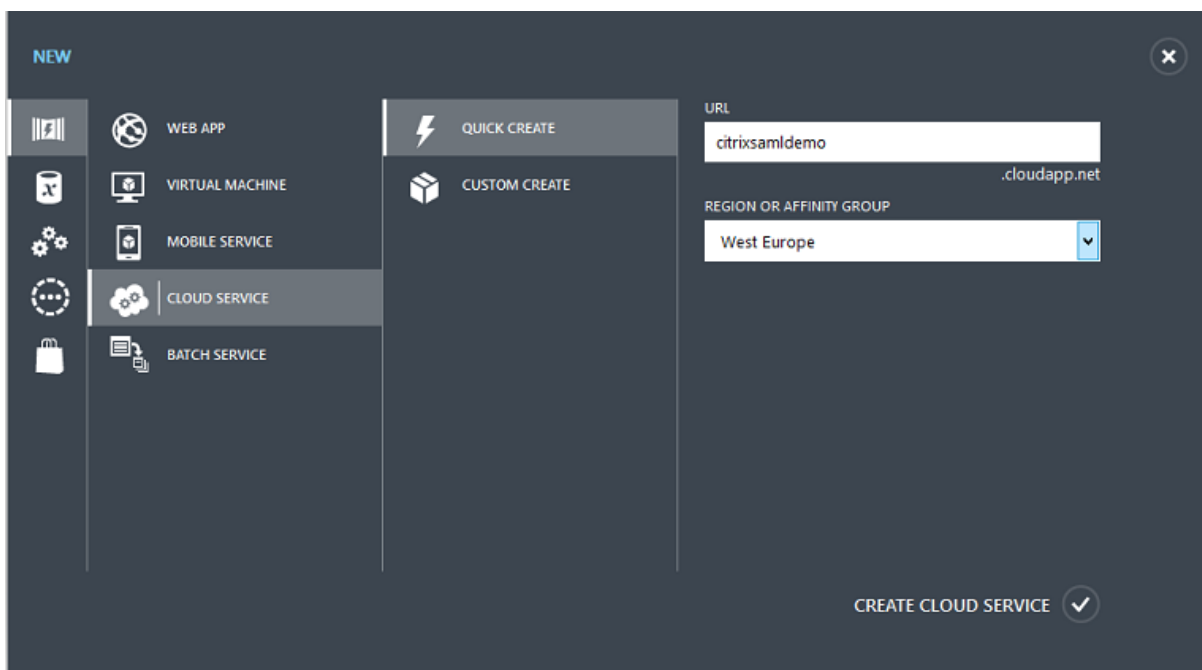 NEW
WEB APP
VIRTUAL MACHINE
MOBILE SERVICE
CLOUD SERVICE
BATCH SERVICE
QUICK CREATE
CUSTOM CREATE
URL
citrixsamldemo
.cloudapp.net
REGION OR AFFINITY GROUP
West Europe
CREATE CLOUD SERVICE